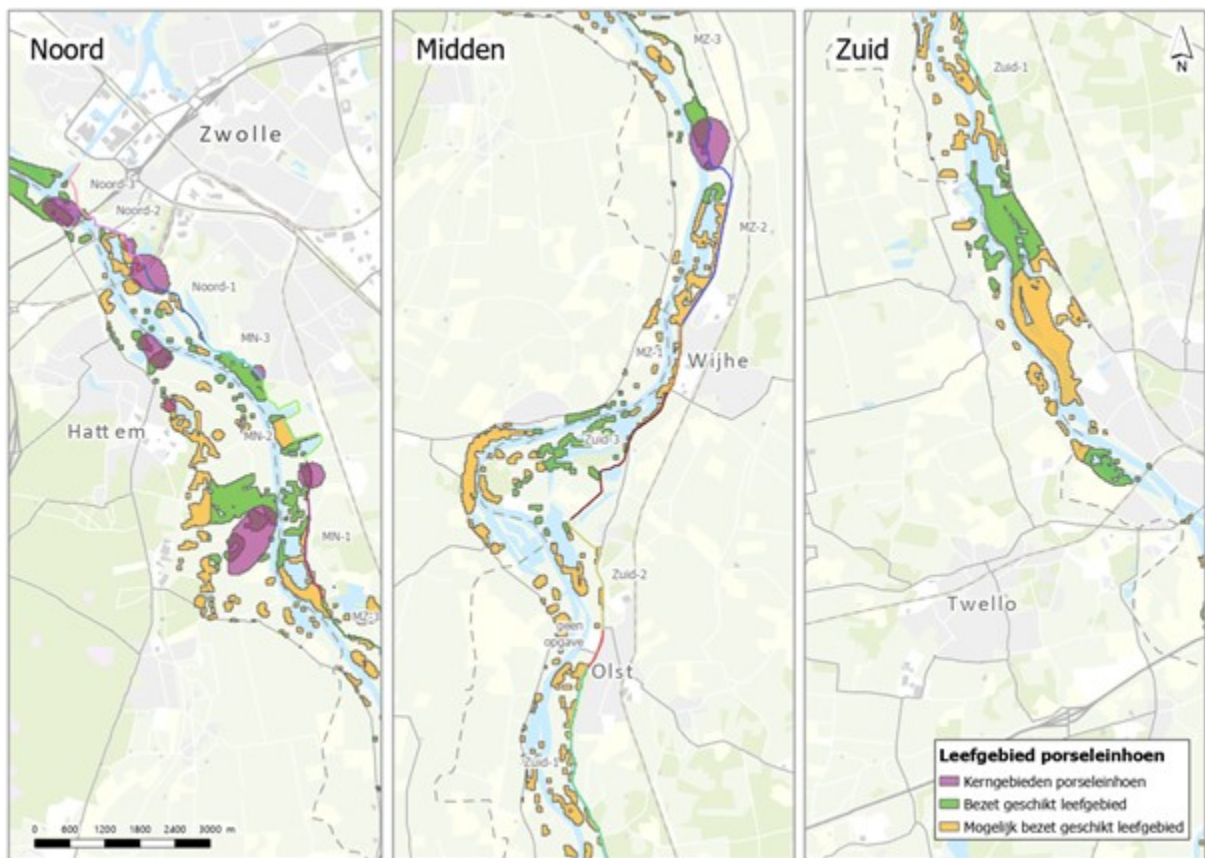 Noord
Zwolle
Noord-3
Noord-2
Noord-1
MN-3
Hattem
MN-2
MN-1
MZ-3
0 600 1200 1800 2400 3000 m
Midden
MZ-3
MZ-2
MZ-1
Wijhe
Zuid-3
Zuid-2
geen
opgave
Olst
Zuid-1
Zuid
N
Zuid-1
Twello
Leefgebied porseleinhoen
Kerngebieden porseleinhoen
Bezet geschikt leefgebied
Mogelijk bezet geschikt leefgebied